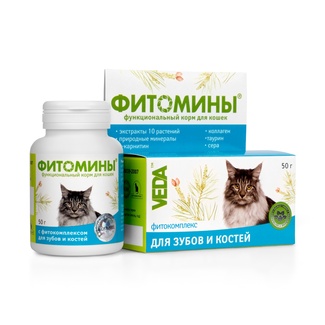 ФИТОМИНЫ®
функциональный корм для кошек
• экстракты 10 растений
• природные минералы
• карнитин
• коллаген
• таурин
• сера
VEDA
50 г
фитокомплекс
ДЛЯ ЗУБОВ И КОСТЕЙ
ФИТОМИНЫ®
функциональный корм для кошек
50 г
с фитокомплексом
для зубов и костей